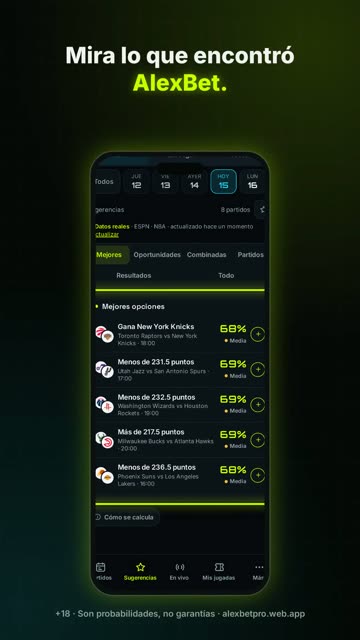 Mira lo que encontró
AlexBet.
Todos
JUE
12
VIE
13
AYER
14
HOY
15
LUN
16
gerencias
8 partidos
Datos reales · ESPN · NBA · actualizado hace un momento
ctualizar
Mejores
Oportunidades
Combinadas
Partidos
Resultados
Todo
Mejores opciones
Gana New York Knicks
Toronto Raptors vs New York
Knicks · 18:00
68%
Media
Menos de 231.5 puntos
Utah Jazz vs San Antonio Spurs ·
17:00
69%
Media
Menos de 232.5 puntos
Washington Wizards vs Houston
Rockets · 19:00
69%
Media
Más de 217.5 puntos
Milwaukee Bucks vs Atlanta Hawks
· 20:00
69%
Media
Menos de 236.5 puntos
Phoenix Suns vs Los Angeles
Lakers · 16:00
68%
Media
Cómo se calcula
rtidos
Sugerencias
En vivo
Mis jugadas
Már
+18 · Son probabilidades, no garantías · alexbetpro.web.app